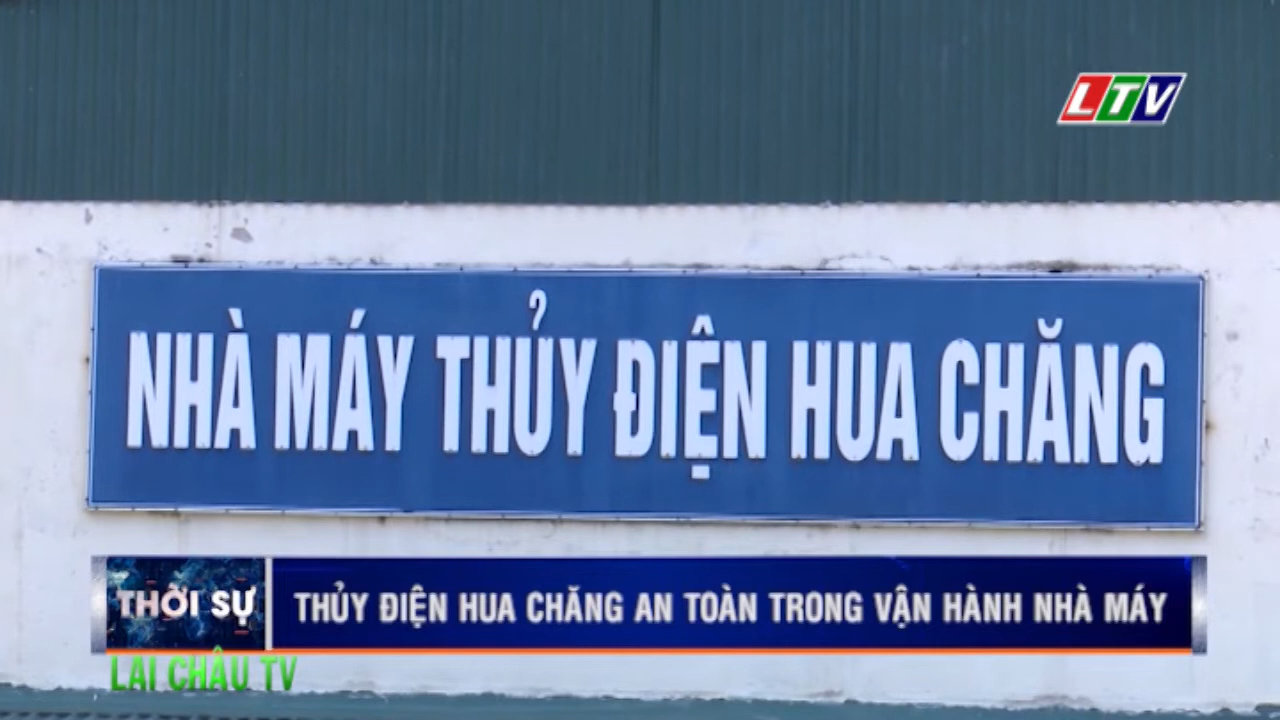 LTV
NHÀ MÁY THỦY ĐIỆN HUA CHĂNG
THỜI SỰ
THỦY ĐIỆN HUA CHĂNG AN TOÀN TRONG VẬN HÀNH NHÀ MÁY
LAI CHÂU TV